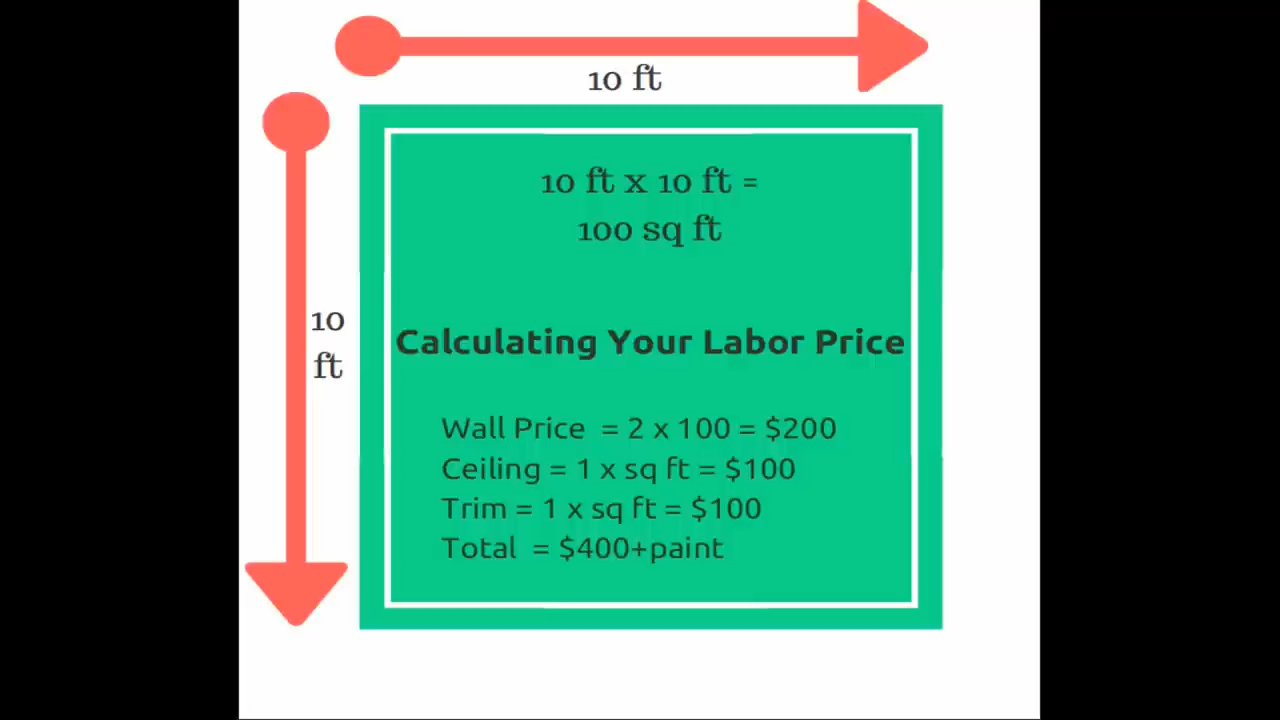 10 ft
10
ft
10 ft x 10 ft =
100 sq ft
Calculating Your Labor Price
Wall Price = 2 x 100 = $200
Ceiling = 1 x sq ft = $100
Trim = 1 x sq ft = $100
Total = $400+paint